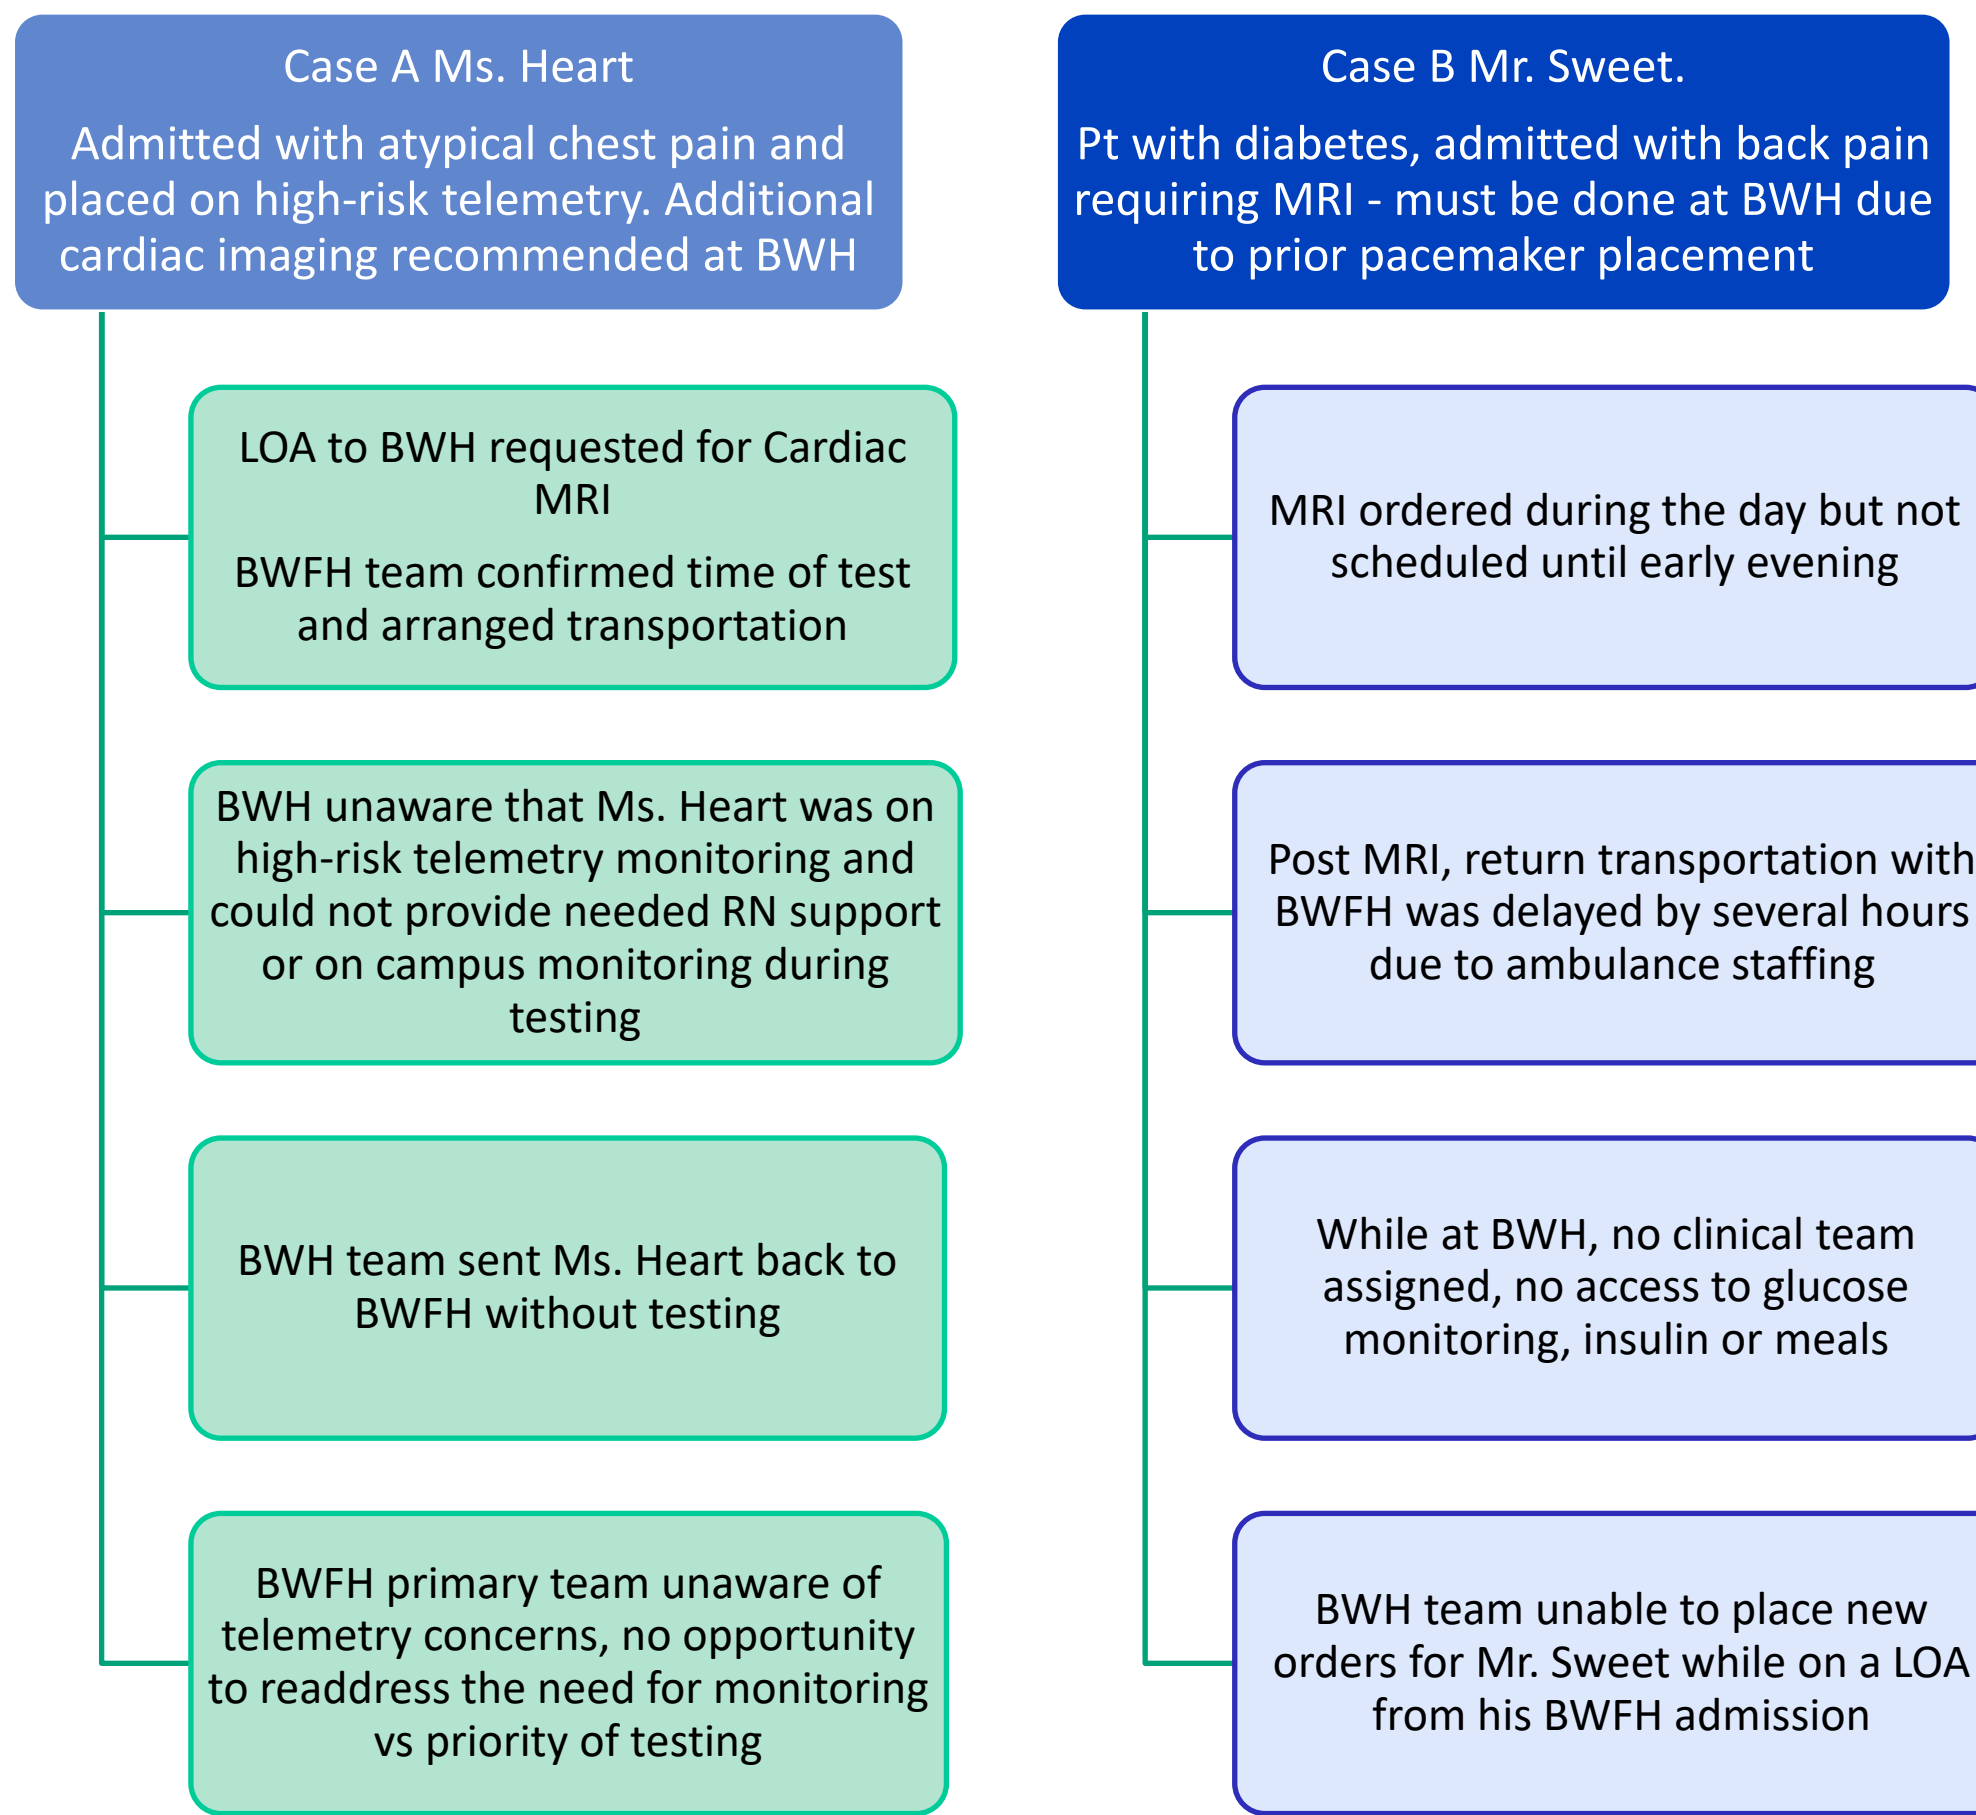 Case A Ms. Heart
Admitted with atypical chest pain and
placed on high-risk telemetry. Additional
cardiac imaging recommended at BWH
LOA to BWH requested for Cardiac
MRI
BWFH team confirmed time of test
and arranged transportation
BWH unaware that Ms. Heart was on
high-risk telemetry monitoring and
could not provide needed RN support
or on campus monitoring during
testing
BWH team sent Ms. Heart back to
BWFH without testing
BWFH primary team unaware of
telemetry concerns, no opportunity
to readdress the need for monitoring
vs priority of testing
Case B Mr. Sweet.
Pt with diabetes, admitted with back pain
requiring MRI - must be done at BWH due
to prior pacemaker placement
MRI ordered during the day but not
scheduled until early evening
Post MRI, return transportation with
BWFH was delayed by several hours
due to ambulance staffing
While at BWH, no clinical team
assigned, no access to glucose
monitoring, insulin or meals
BWH team unable to place new
orders for Mr. Sweet while on a LOA
from his BWFH admission